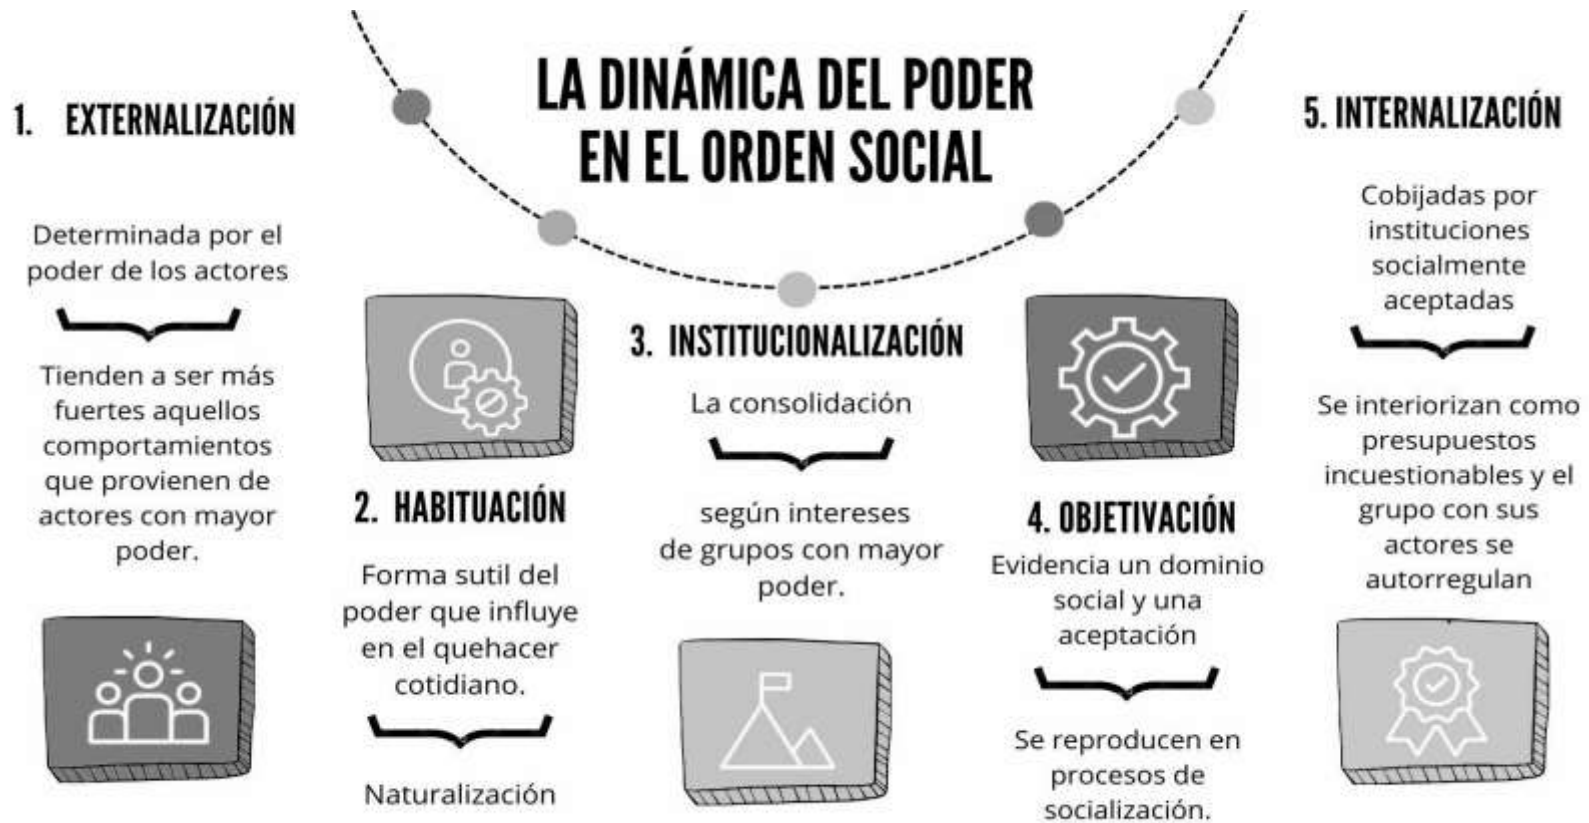 LA DINÁMICA DEL PODER
EN EL ORDEN SOCIAL
1. EXTERNALIZACIÓN
Determinada por el
poder de los actores
Tienden a ser más
fuertes aquellos
comportamientos
que provienen de
actores con mayor
poder.
2. HABITUACIÓN
Forma sutil del
poder que influye
en el quehacer
cotidiano.
Naturalización
3. INSTITUCIONALIZACIÓN
La consolidación
según intereses
de grupos con mayor
poder.
4. OBJETIVACIÓN
Evidencia un dominio
social y una
aceptación
Se reproducen en
procesos de
socialización.
5. INTERNALIZACIÓN
Cobijadas por
instituciones
socialmente
aceptadas
Se interiorizan como
presupuestos
incuestionables y el
grupo con sus
actores se
autorregulan